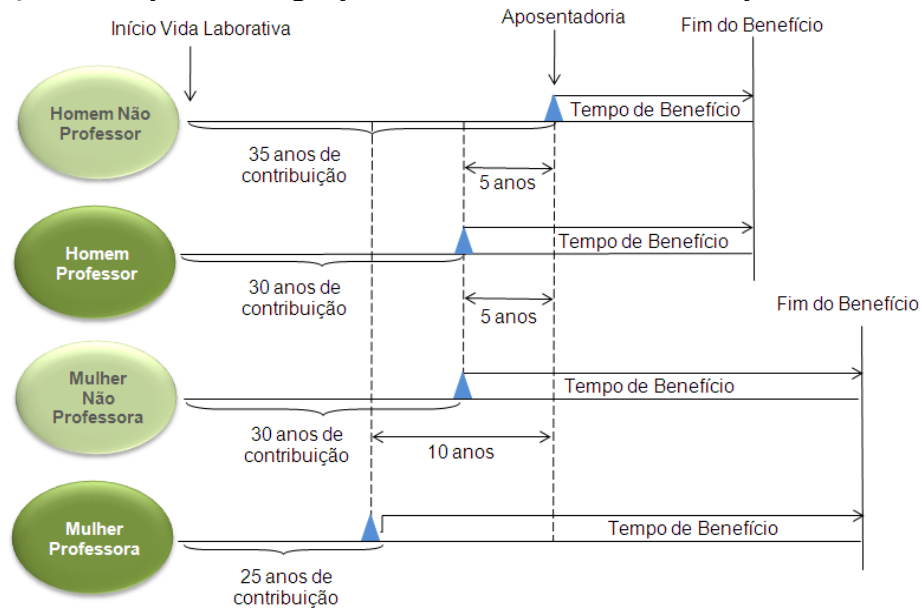 Início Vida Laborativa
Aposentadoria
Fim do Benefício
Homem Não
Professor
Tempo de Benefício
35 anos de
contribuição
5 anos
Homem
Professor
Tempo de Benefício
30 anos de
contribuição
5 anos
Fim do Benefício
Mulher
Não
Professora
Tempo de Benefício
30 anos de
contribuição
10 anos
Mulher
Professora
Tempo de Benefício
25 anos de
contribuição